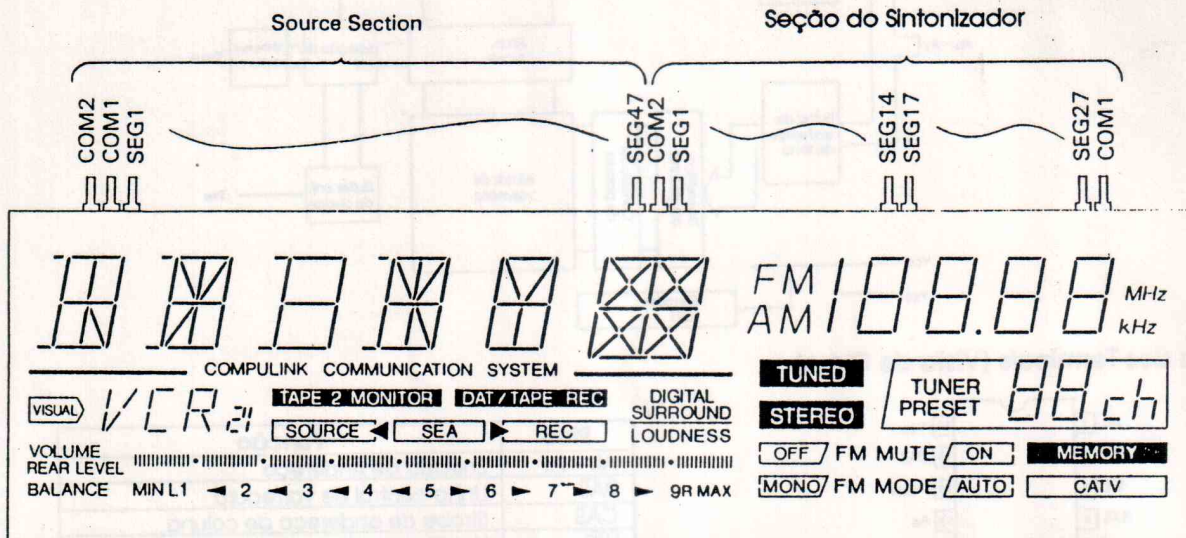 Source Section
Seção do Sintonizador
COM2
COM1
SEG1
SEG47
COM2
SEG1
SEG14
SEG17
SEG27
COM1
FM
AM
188.88
MHz
kHz
COMPULINK COMMUNICATION SYSTEM
VISUAL
VCR
TAPE 2 MONITOR
DAT / TAPE REC
SOURCE ◄ SEA ► REC
DIGITAL
SURROUND
LOUDNESS
TUNED
STEREO
TUNER
PRESET
88ch
VOLUME
REAR LEVEL
BALANCE MIN L1 ◄ 2 ◄ 3 ◄ 4 ◄ 5 ► 6 ► 7 ► 8 ► 9R MAX
OFF / FM MUTE / ON
MEMORY
MONO / FM MODE / AUTO
CATV